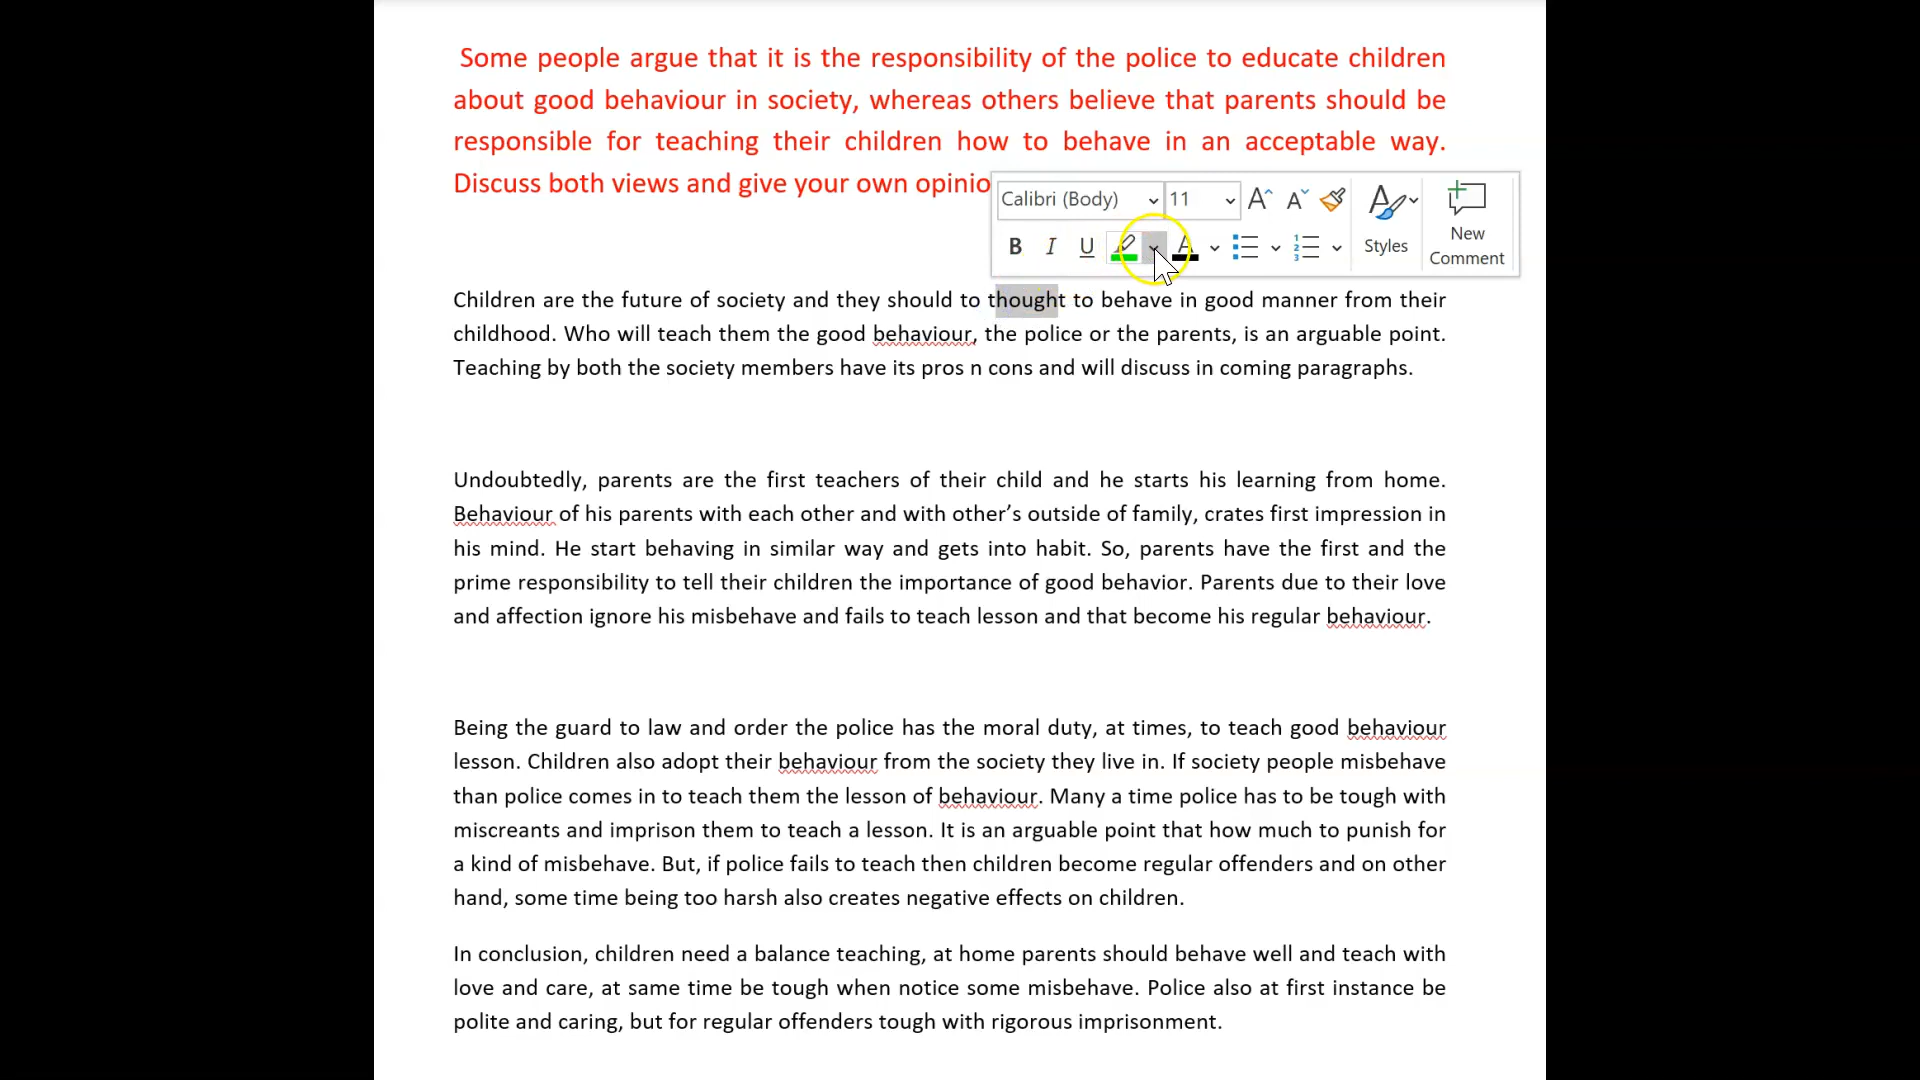 Some people argue that it is the responsibility of the police to educate children
about good behaviour in society, whereas others believe that parents should be
responsible for teaching their children how to behave in an acceptable way.
Discuss both views and give your own opinio
Calibri (Body) 11
New
Comment
B I U Styles
Children are the future of society and they should to thought to behave in good manner from their
childhood. Who will teach them the good behaviour, the police or the parents, is an arguable point.
Teaching by both the society members have its pros n cons and will discuss in coming paragraphs.
Undoubtedly, parents are the first teachers of their child and he starts his learning from home.
Behaviour of his parents with each other and with other’s outside of family, crates first impression in
his mind. He start behaving in similar way and gets into habit. So, parents have the first and the
prime responsibility to tell their children the importance of good behavior. Parents due to their love
and affection ignore his misbehave and fails to teach lesson and that become his regular behaviour.
Being the guard to law and order the police has the moral duty, at times, to teach good behaviour
lesson. Children also adopt their behaviour from the society they live in. If society people misbehave
than police comes in to teach them the lesson of behaviour. Many a time police has to be tough with
miscreants and imprison them to teach a lesson. It is an arguable point that how much to punish for
a kind of misbehave. But, if police fails to teach then children become regular offenders and on other
hand, some time being too harsh also creates negative effects on children.
In conclusion, children need a balance teaching, at home parents should behave well and teach with
love and care, at same time be tough when notice some misbehave. Police also at first instance be
polite and caring, but for regular offenders tough with rigorous imprisonment.